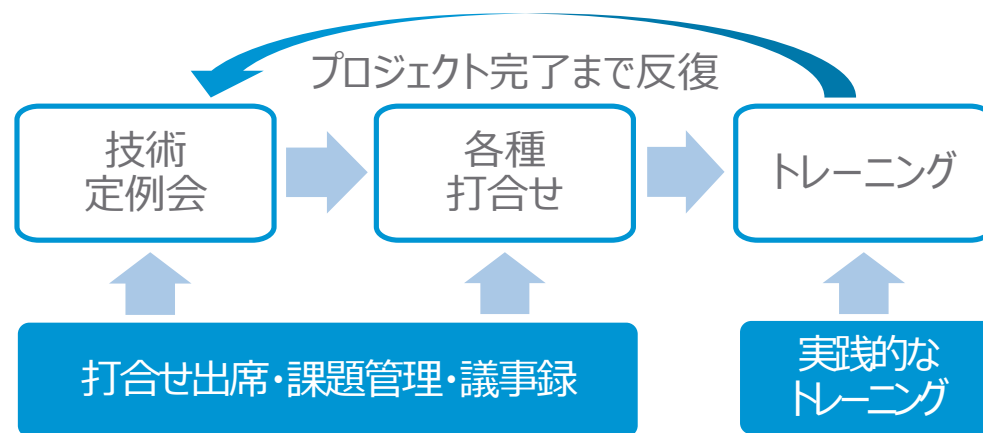 プロジェクト完了まで反復
技術
定例会
各種
打合せ
トレーニング
打合せ出席・課題管理・議事録
実践的な
トレーニング